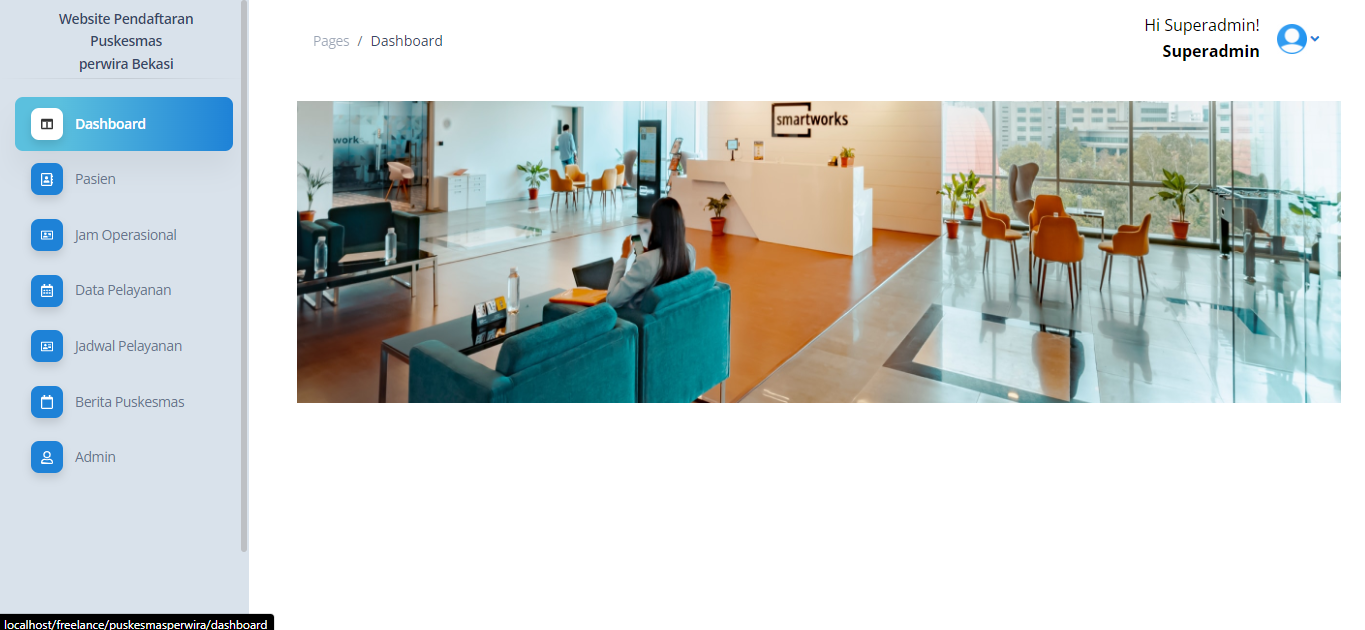 Website Pendaftaran
Puskesmas
perwira Bekasi
Dashboard
Pasien
Jam Operasional
Data Pelayanan
Jadwal Pelayanan
Berita Puskesmas
Admin
Pages / Dashboard
Hi Superadmin!
Superadmin
work
smartworks
localhost/freelance/puskesmasperwira/dashboard